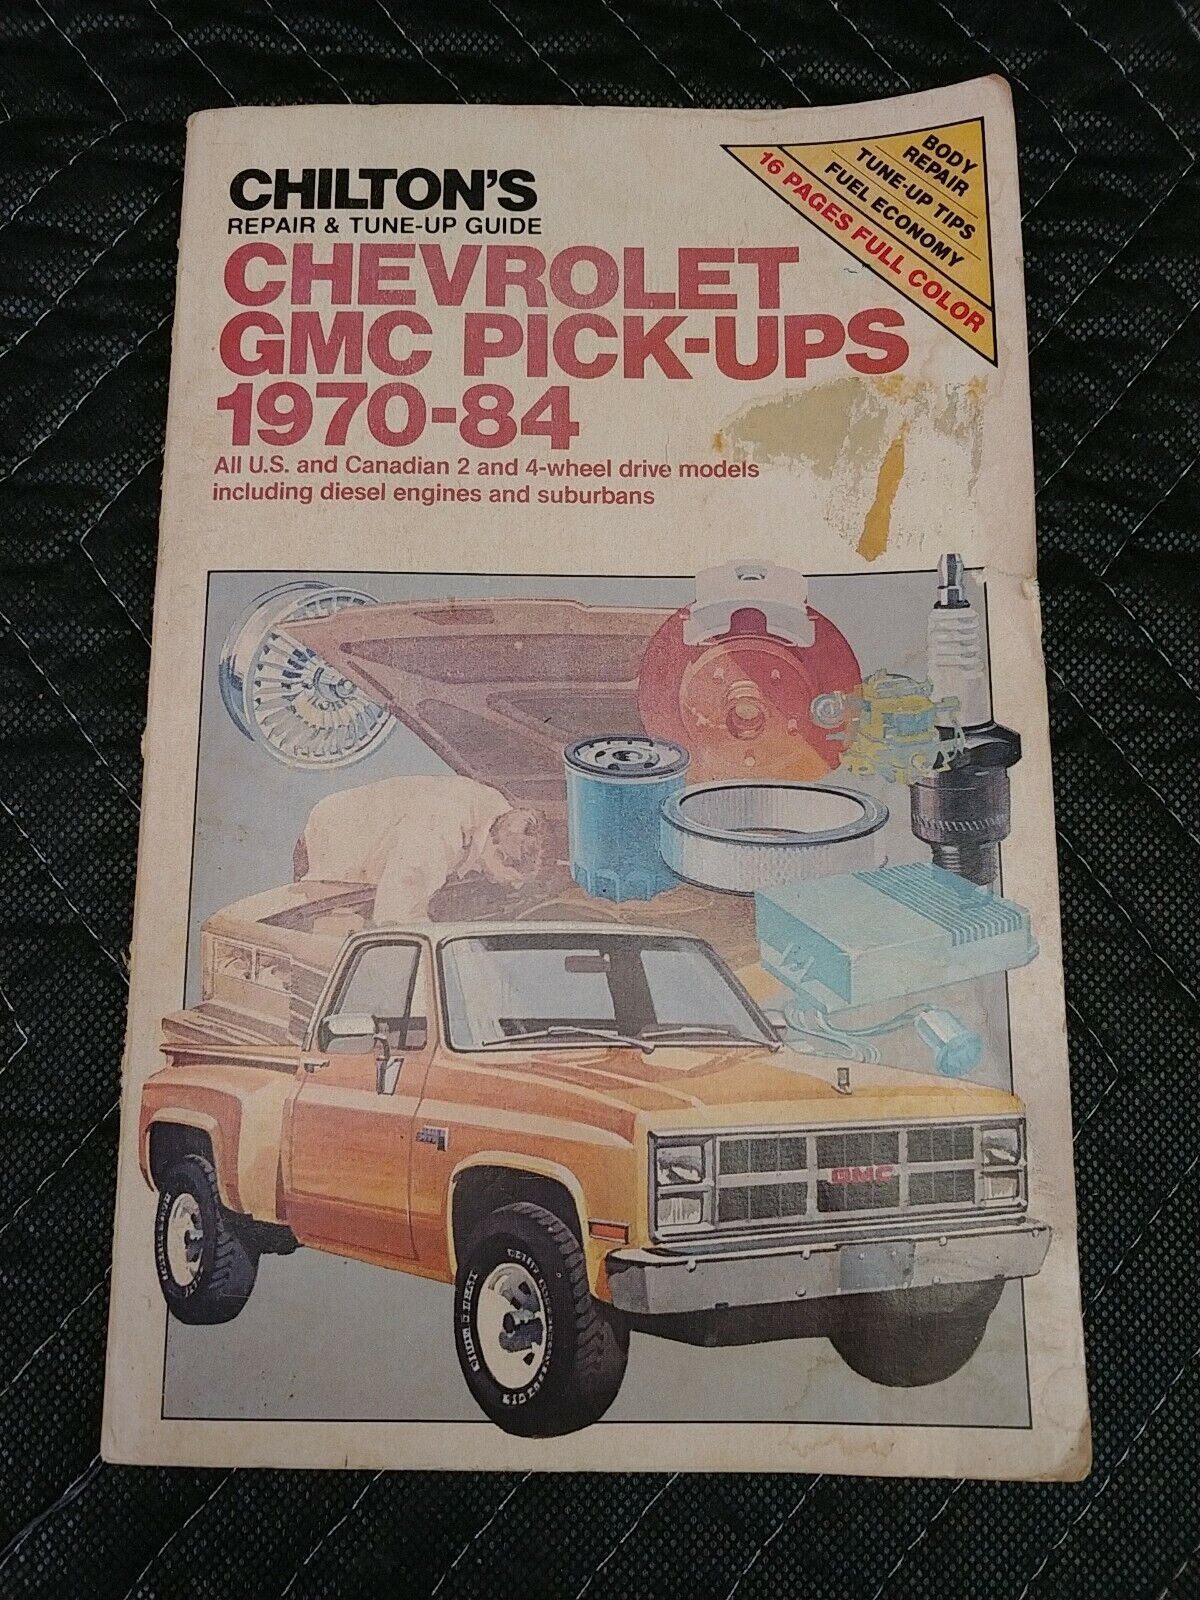 CHILTON'S
REPAIR & TUNE-UP GUIDE
CHEVROLET
GMC PICK-UPS
1970-84
All U.S. and Canadian 2 and 4-wheel drive models
including diesel engines and suburbans
BODY
REPAIR
TUNE-UP TIPS
FUEL ECONOMY
16 PAGES FULL COLOR
GMC